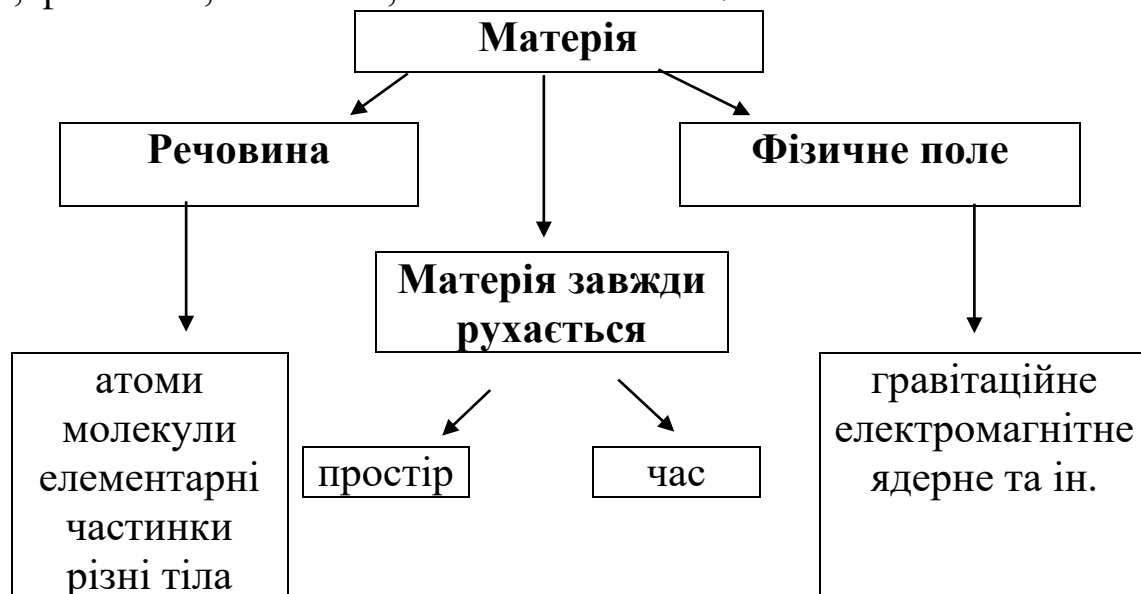 Матерія
Речовина
Фізичне поле
Матерія завжди
рухається
атоми
молекули
елементарні
частинки
різні тіла
простір
час
гравітаційне
електромагнітне
ядерне та ін.